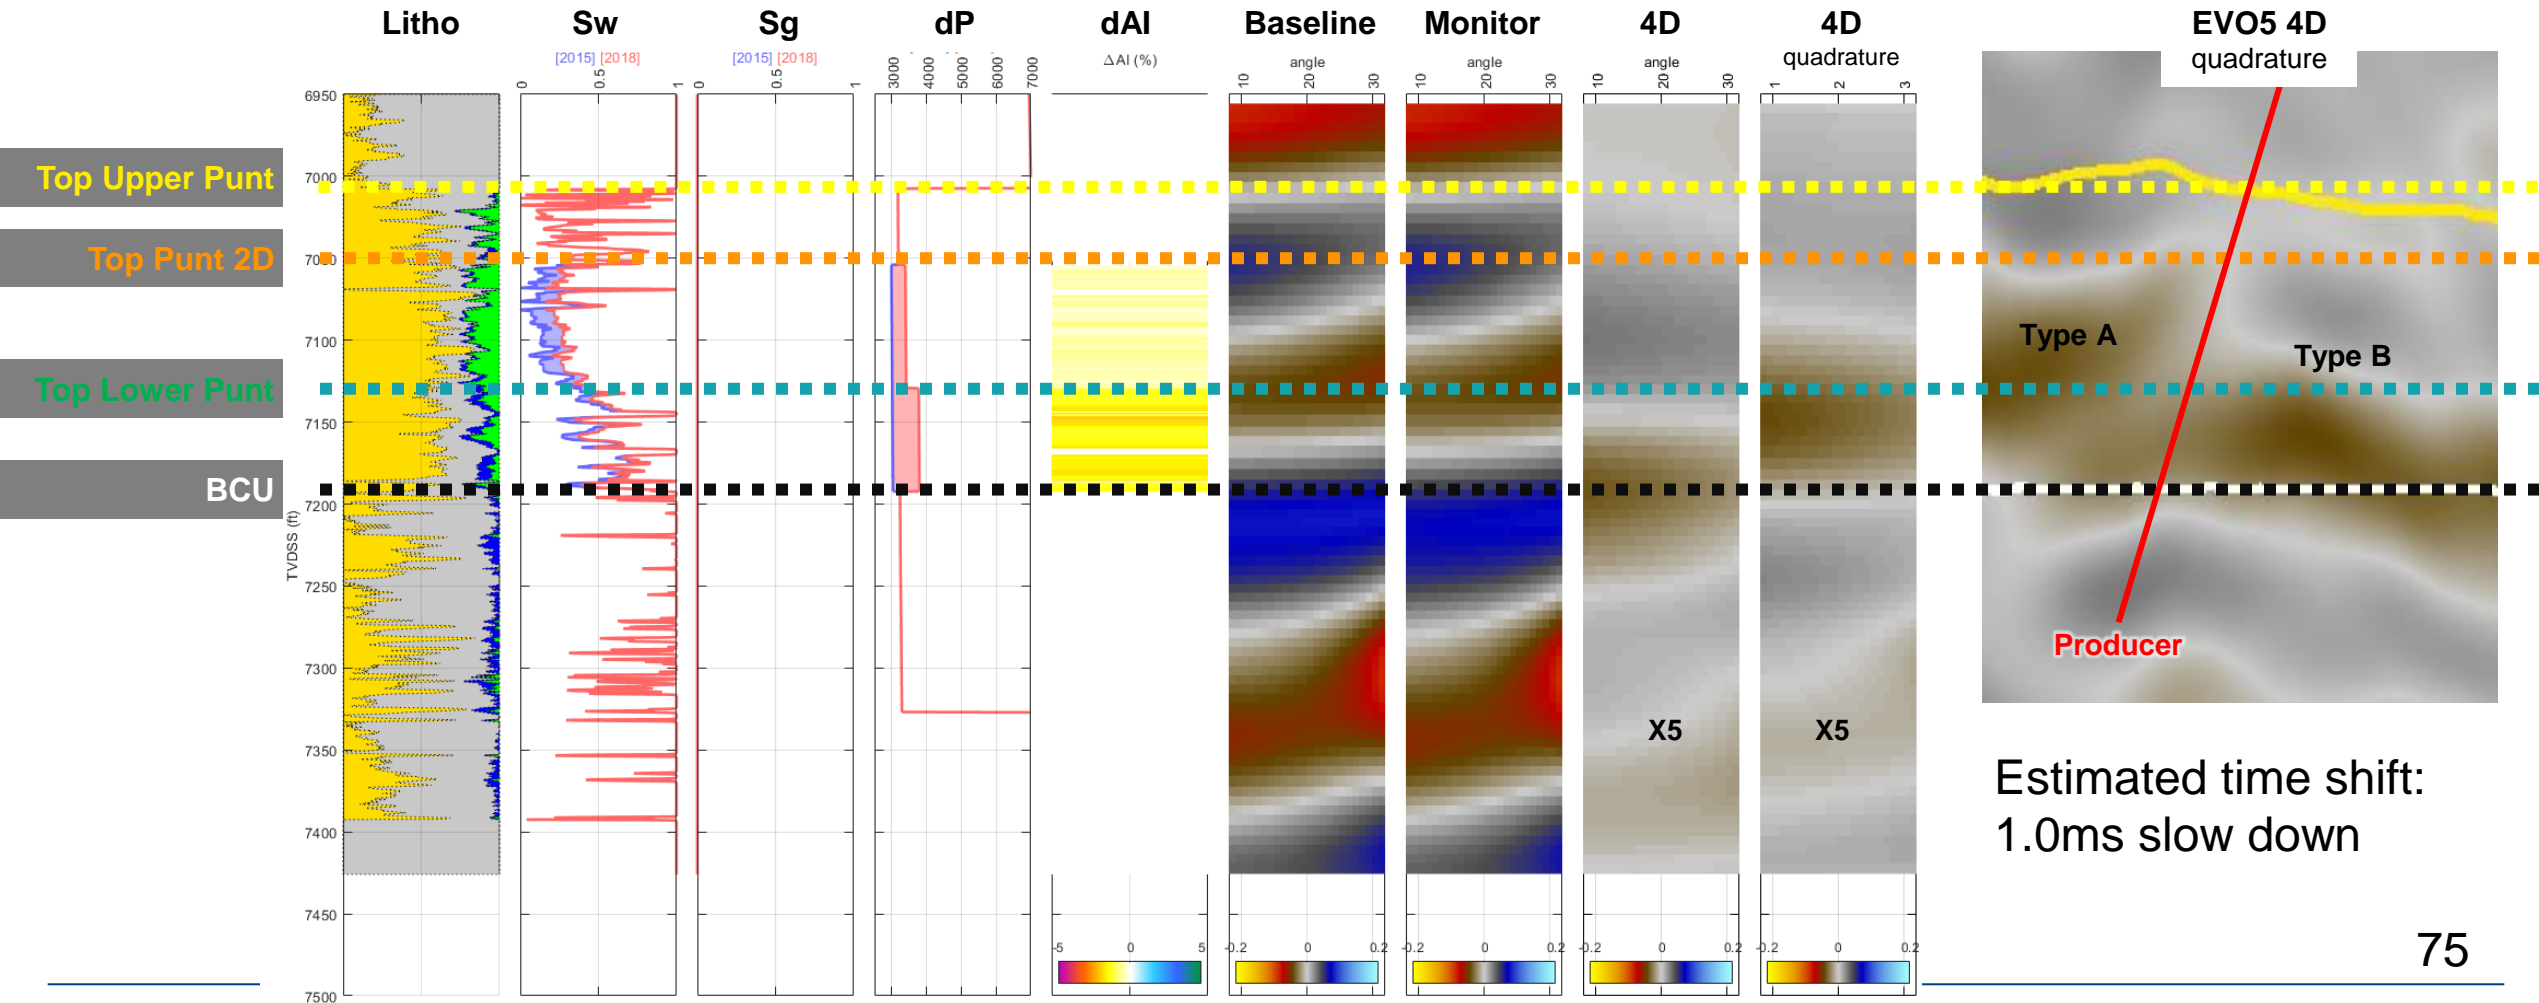 Litho
Sw
Sg
dP
dAI
Baseline
Monitor
4D
4D
quadrature
EVO5 4D
quadrature
[2015] [2018]
[2015] [2018]
ΔAI (%)
angle
angle
angle
0 0.5 1
0 0.5 1
3000 4000 5000 6000 7000
10 20 30
10 20 30
10 20 30
1 2 3
6950
7000
7100
7150
7200
7250
7300
7350
7400
7450
7500
TVDSS (ft)
Top Upper Punt
Top Punt 2D
Top Lower Punt
BCU
Type A
Type B
Producer
X5
X5
Estimated time shift:
1.0ms slow down
-5 0 5
-0.2 0 0.2
-0.2 0 0.2
-0.2 0 0.2
-0.2 0 0.2
75